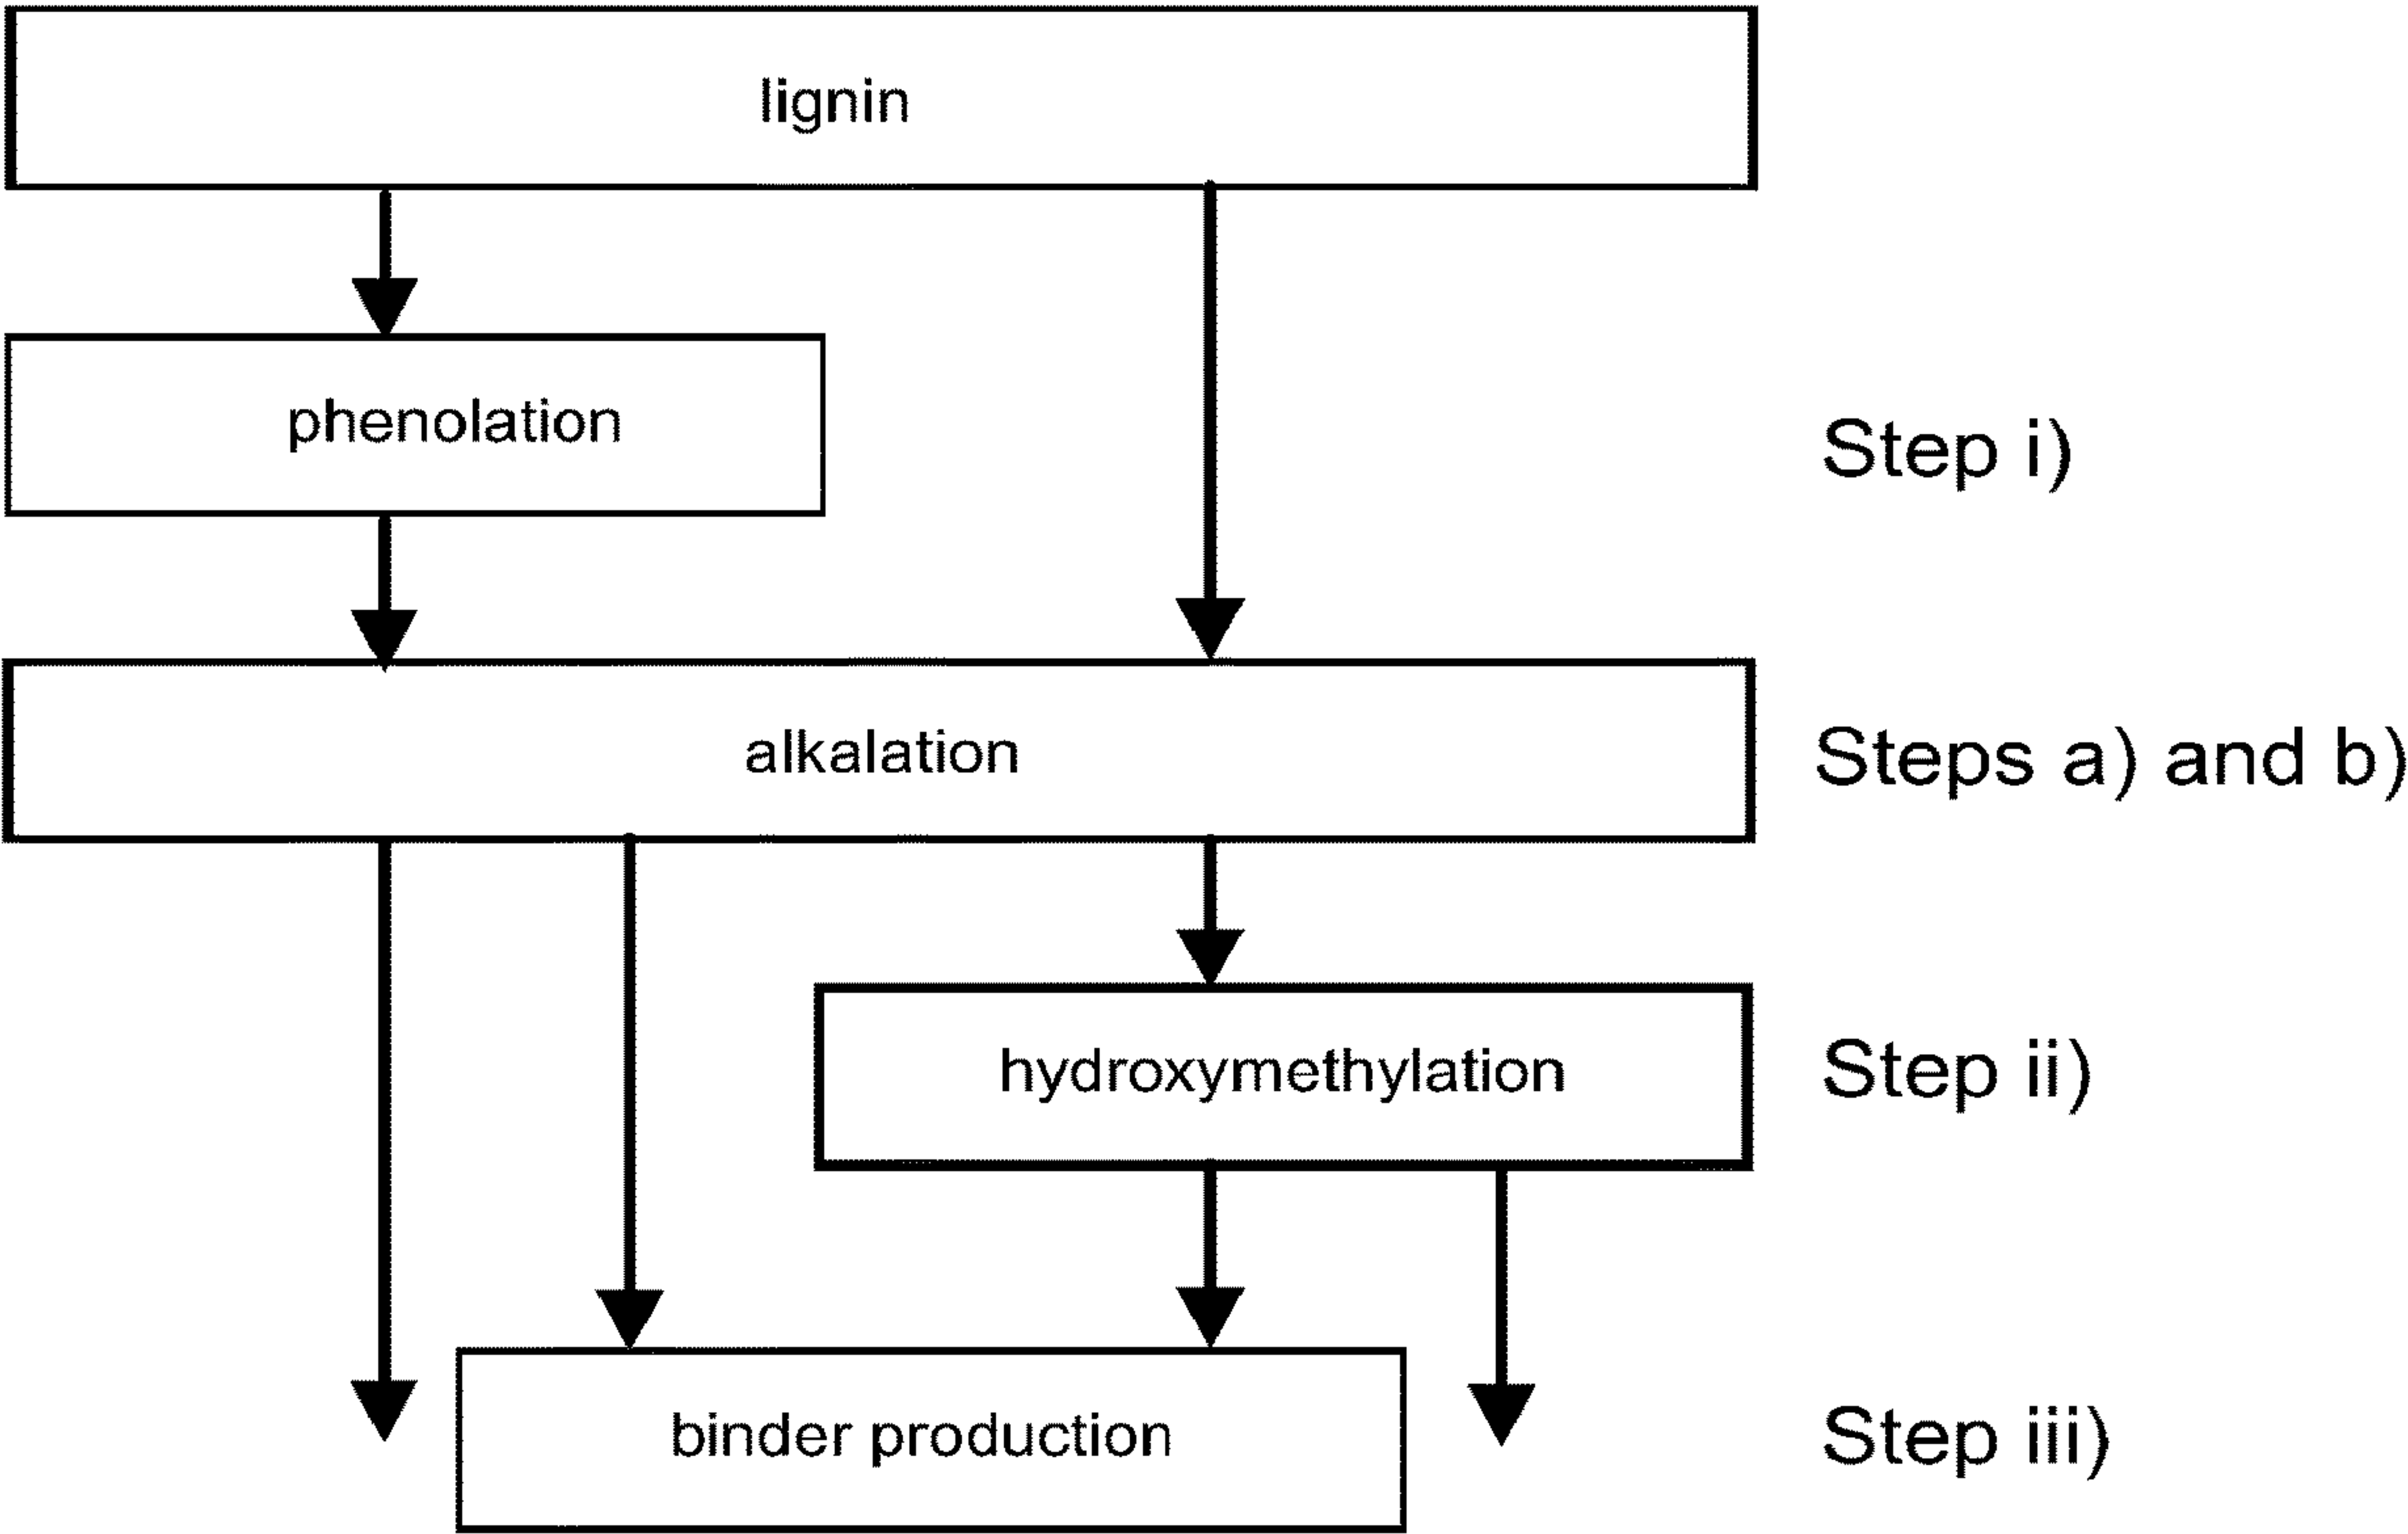 lignin
phenolation
Step i)
alkalation
Steps a) and b)
hydroxymethylation
Step ii)
binder production
Step iii)